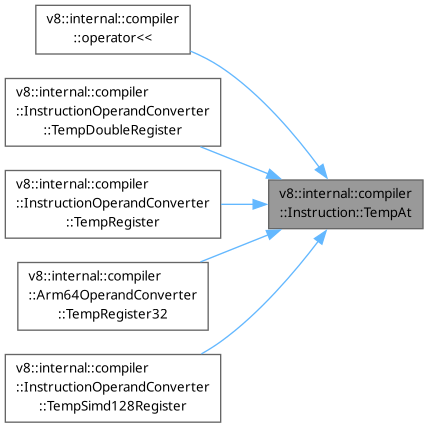 v8::internal::compiler
::operator<<
v8::internal::compiler
::InstructionOperandConverter
::TempDoubleRegister
v8::internal::compiler
::InstructionOperandConverter
::TempRegister
v8::internal::compiler
::Instruction::TempAt
v8::internal::compiler
::Arm64OperandConverter
::TempRegister32
v8::internal::compiler
::InstructionOperandConverter
::TempSimd128Register